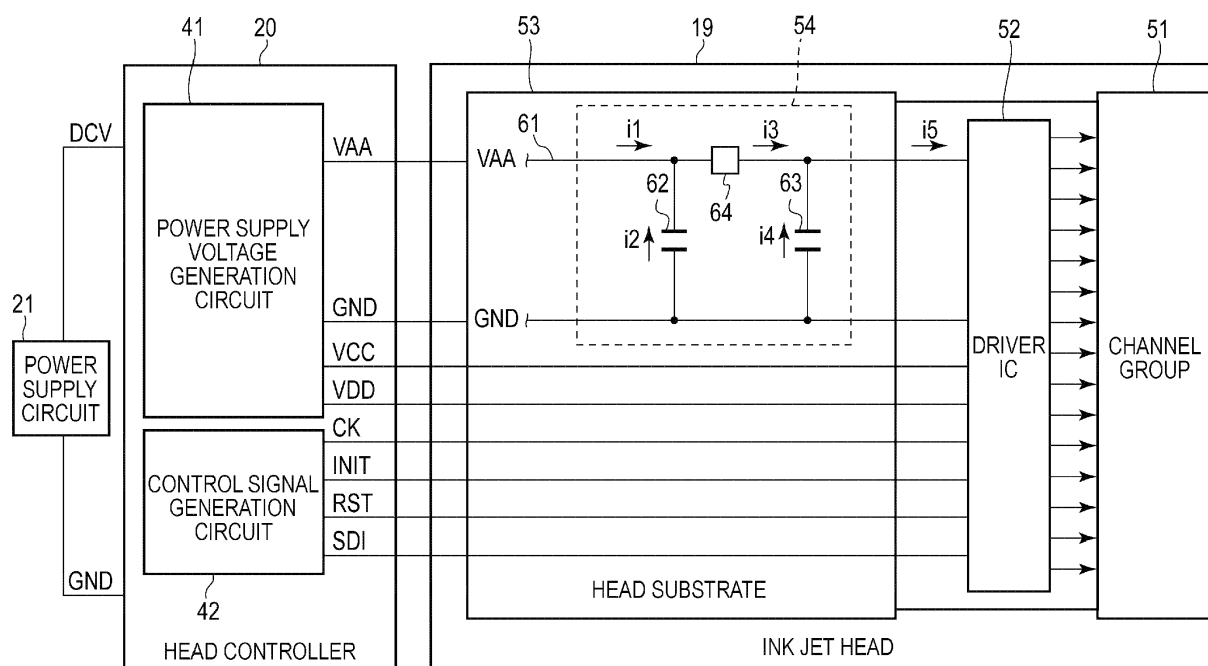 41
20
53
19
54
52
51
DCV
VAA
61
i1
i3
i5
VAA
62
64
63
i2
i4
POWER SUPPLY
VOLTAGE
GENERATION
CIRCUIT
21
GND
GND
POWER
SUPPLY
CIRCUIT
VCC
VDD
DRIVER
IC
CHANNEL
GROUP
CK
CONTROL SIGNAL
GENERATION
CIRCUIT
INIT
RST
SDI
GND
42
HEAD SUBSTRATE
HEAD CONTROLLER
INK JET HEAD